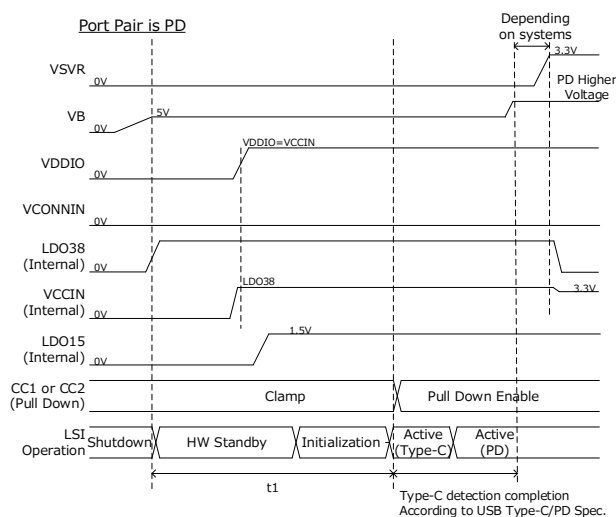 Port Pair is PD
Depending
on systems
VSVR
0V
3.3V
PD Higher
Voltage
VB
0V
5V
VDDIO
0V
VDDIO=VCCIN
VCONNIN
0V
LDO38
(Internal)
0V
VCCIN
(Internal)
0V
LDO38
3.3V
LDO15
(Internal)
0V
1.5V
CC1 or CC2
(Pull Down)
Clamp
Pull Down Enable
LSI
Operation
Shutdown
HW Standby
Initialization
Active
(Type-C)
Active
(PD)
t1
Type-C detection completion
According to USB Type-C/PD Spec.